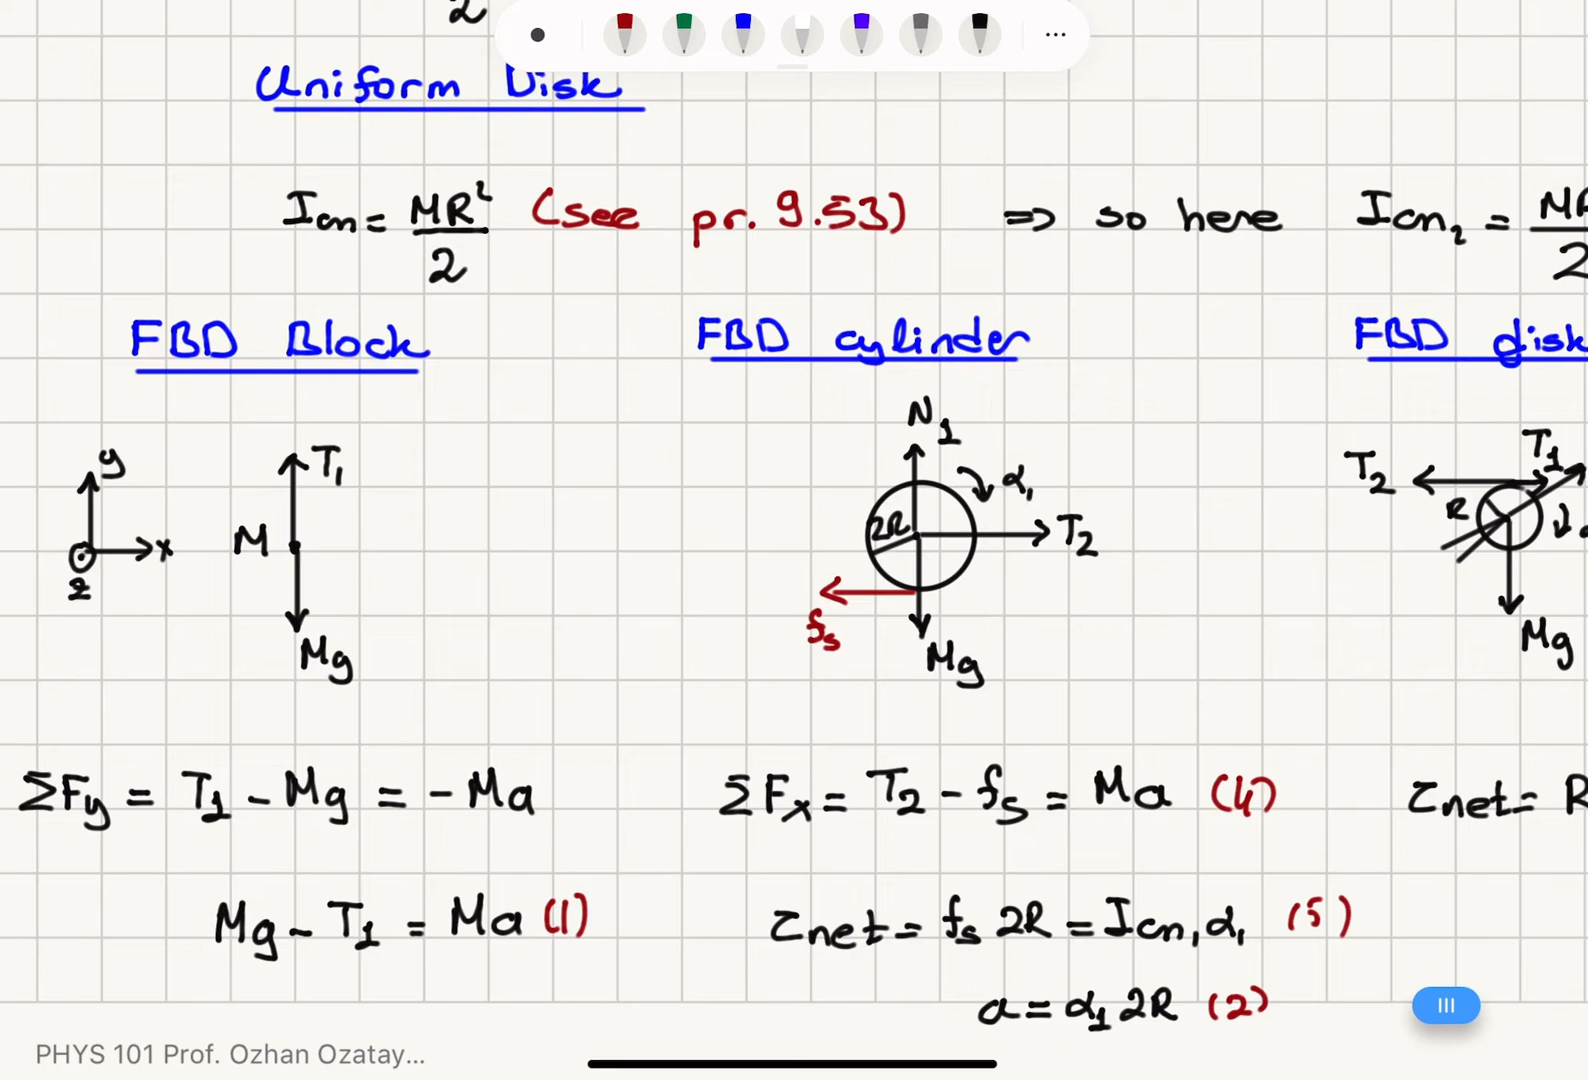 2
Uniform Disk
Icm = MR²/2 (see pr. 9.53) ⇒ so here Icm₂ =
2
FBD Block FBD cylinder FBD disk
y x z
T₁ M Mg
N₁ α₁ 2R T₂ fs Mg
T₂ T₁ R Mg
ΣFy = T₁ - Mg = -Ma
Mg - T₁ = Ma (1)
ΣFx = T₂ - fs = Ma (4)
τnet = fs 2R = Icm₁ α₁ (5)
a = α₁ 2R (2)
τnet = R
PHYS 101 Prof. Ozhan Ozatay...